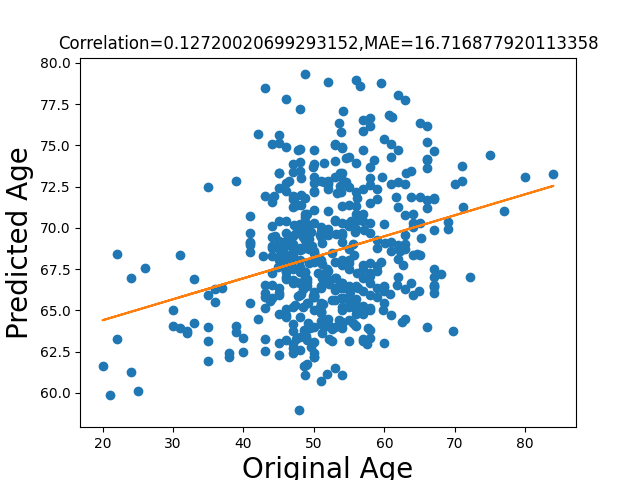 Correlation=0.12720020699293152,MAE=16.716877920113358
80.0
77.5
75.0
72.5
70.0
67.5
65.0
62.5
60.0
Predicted Age
20 30 40 50 60 70 80
Original Age